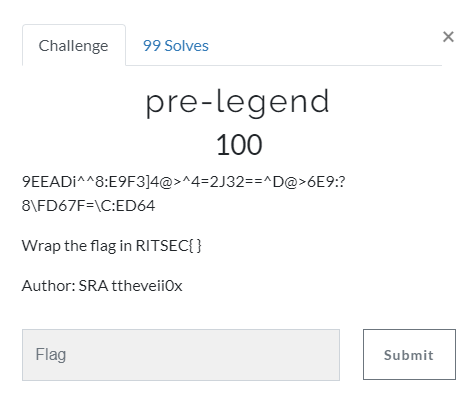 Challenge
99 Solves
×
pre-legend
100
9EEADi^^8:E9F3]4@>^4=2J32==^D@>6E9:?
8\FD67F=\C:ED64
Wrap the flag in RITSEC{ }
Author: SRA ttheveii0x
Flag
Submit